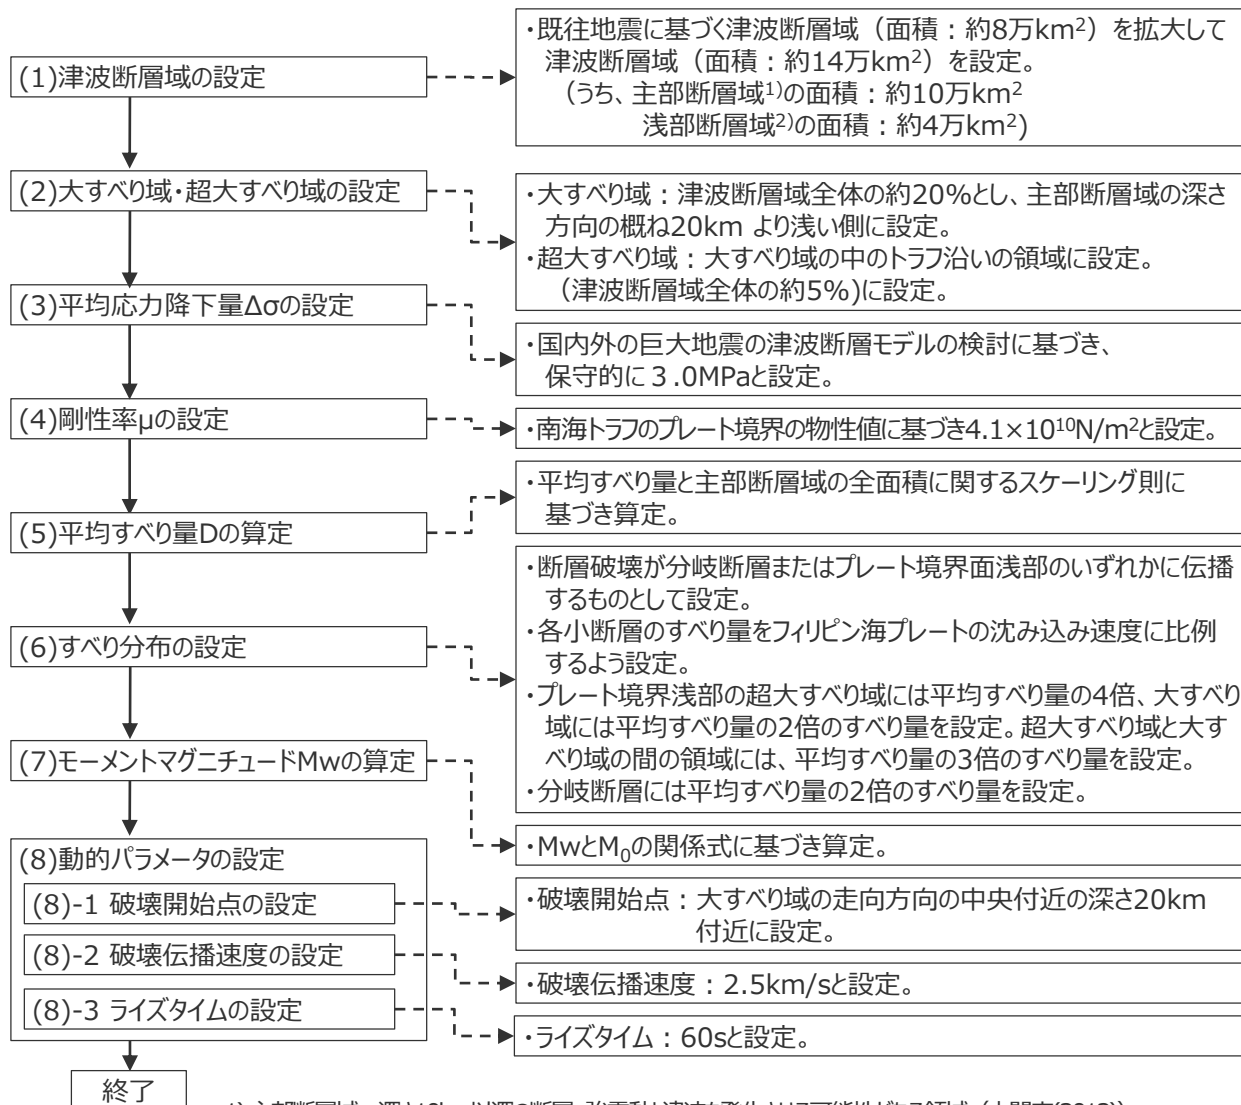 (1)津波断層域の設定
・既往地震に基づく津波断層域（面積：約8万km²）を拡大して
津波断層域（面積：約14万km²）を設定。
（うち、主部断層域¹⁾の面積：約10万km²
浅部断層域²⁾の面積：約4万km²)
(2)大すべり域・超大すべり域の設定
・大すべり域：津波断層域全体の約20%とし、主部断層域の深さ
方向の概ね20km より浅い側に設定。
・超大すべり域：大すべり域の中のトラフ沿いの領域に設定。
（津波断層域全体の約5%)に設定。
(3)平均応力降下量Δσの設定
・国内外の巨大地震の津波断層モデルの検討に基づき、
保守的に３.0MPaと設定。
(4)剛性率μの設定
・南海トラフのプレート境界の物性値に基づき4.1×10¹⁰N/m²と設定。
(5)平均すべり量Dの算定
・平均すべり量と主部断層域の全面積に関するスケーリング則に
基づき算定。
(6)すべり分布の設定
・断層破壊が分岐断層またはプレート境界面浅部のいずれかに伝播
するものとして設定。
・各小断層のすべり量をフィリピン海プレートの沈み込み速度に比例
するよう設定。
・プレート境界浅部の超大すべり域には平均すべり量の4倍、大すべり
域には平均すべり量の2倍のすべり量を設定。超大すべり域と大す
べり域の間の領域には、平均すべり量の3倍のすべり量を設定。
・分岐断層には平均すべり量の2倍のすべり量を設定。
(7)モーメントマグニチュードMwの算定
・MwとM₀の関係式に基づき算定。
(8)動的パラメータの設定
(8)-1 破壊開始点の設定
・破壊開始点：大すべり域の走向方向の中央付近の深さ20km
付近に設定。
(8)-2 破壊伝播速度の設定
・破壊伝播速度：2.5km/sと設定。
(8)-3 ライズタイムの設定
・ライズタイム：60sと設定。
終了